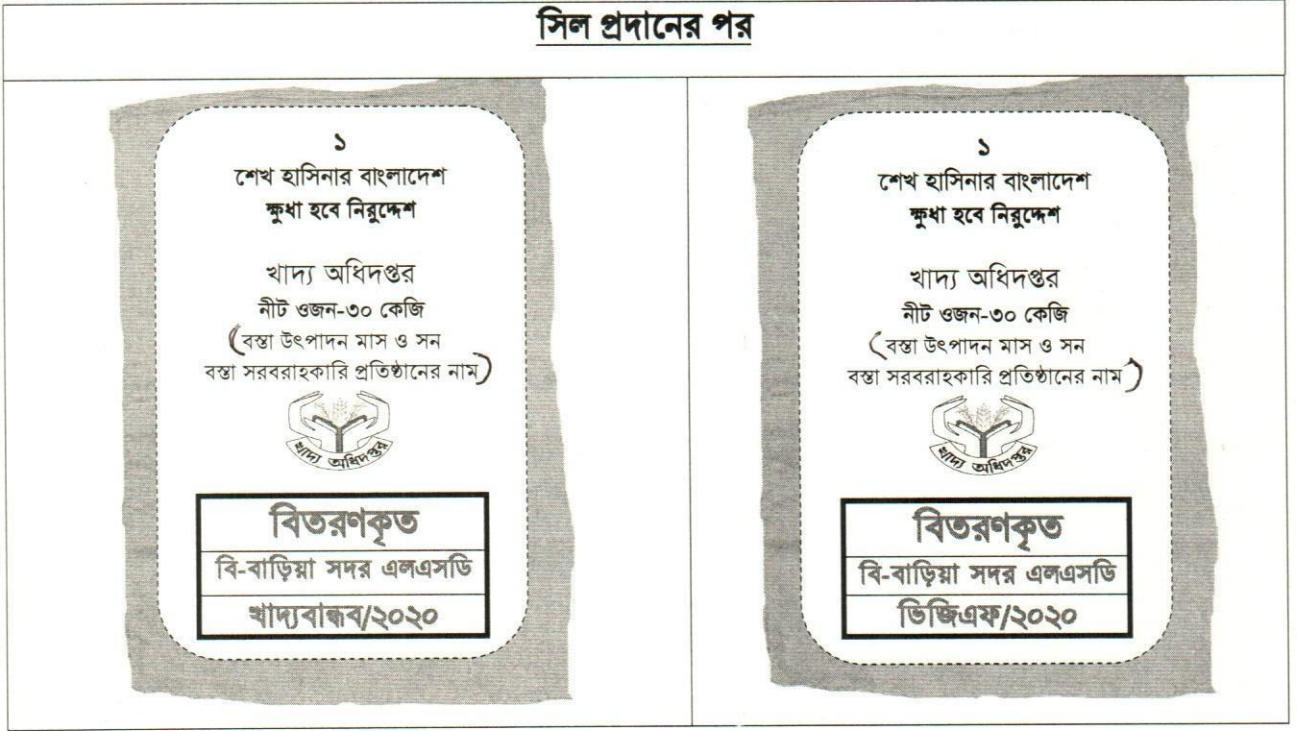 সিল প্রদানের পর
১
শেখ হাসিনার বাংলাদেশ
ক্ষুধা হবে নিরুদ্দেশ
খাদ্য অধিদপ্তর
নীট ওজন-৩০ কেজি
(বস্তা উৎপাদন মাস ও সন
বস্তা সরবরাহকারি প্রতিষ্ঠানের নাম)
খাদ্য অধিদপ্তর
বিতরণকৃত
বি-বাড়িয়া সদর এলএসডি
খাদ্যবান্ধব/২০২০
১
শেখ হাসিনার বাংলাদেশ
ক্ষুধা হবে নিরুদ্দেশ
খাদ্য অধিদপ্তর
নীট ওজন-৩০ কেজি
(বস্তা উৎপাদন মাস ও সন
বস্তা সরবরাহকারি প্রতিষ্ঠানের নাম)
খাদ্য অধিদপ্তর
বিতরণকৃত
বি-বাড়িয়া সদর এলএসডি
ভিজিএফ/২০২০